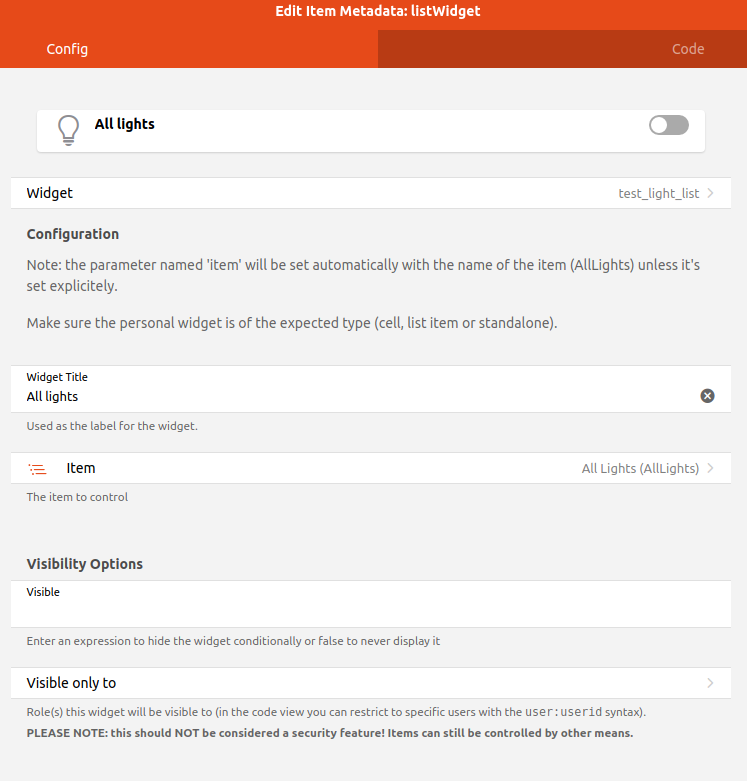 Edit Item Metadata: listWidget
Config
Code
All lights
Widget
test_light_list
Configuration
Note: the parameter named 'item' will be set automatically with the name of the item (AllLights) unless it's
set explicitely.
Make sure the personal widget is of the expected type (cell, list item or standalone).
Widget Title
All lights
Used as the label for the widget.
Item
All Lights (AllLights)
The item to control
Visibility Options
Visible
Enter an expression to hide the widget conditionally or false to never display it
Visible only to
Role(s) this widget will be visible to (in the code view you can restrict to specific users with the user:userid syntax).
PLEASE NOTE: this should NOT be considered a security feature! Items can still be controlled by other means.